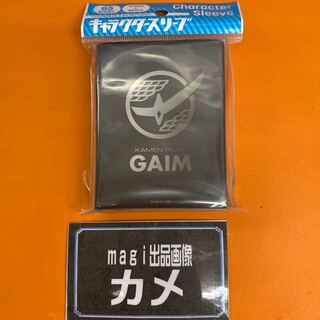 65
キャラクタースリーブ
Character
Sleeve
KAMEN RIDER
GAIM
magi出品画像
カメ